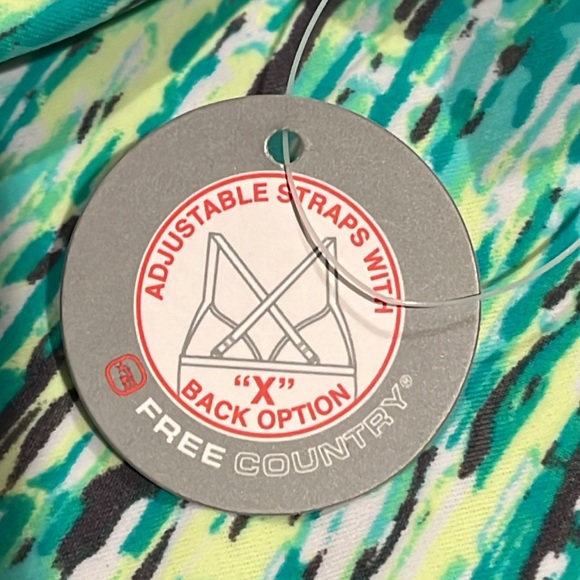 ADJUSTABLE STRAPS WITH
"X"
BACK OPTION
FREE COUNTRY®